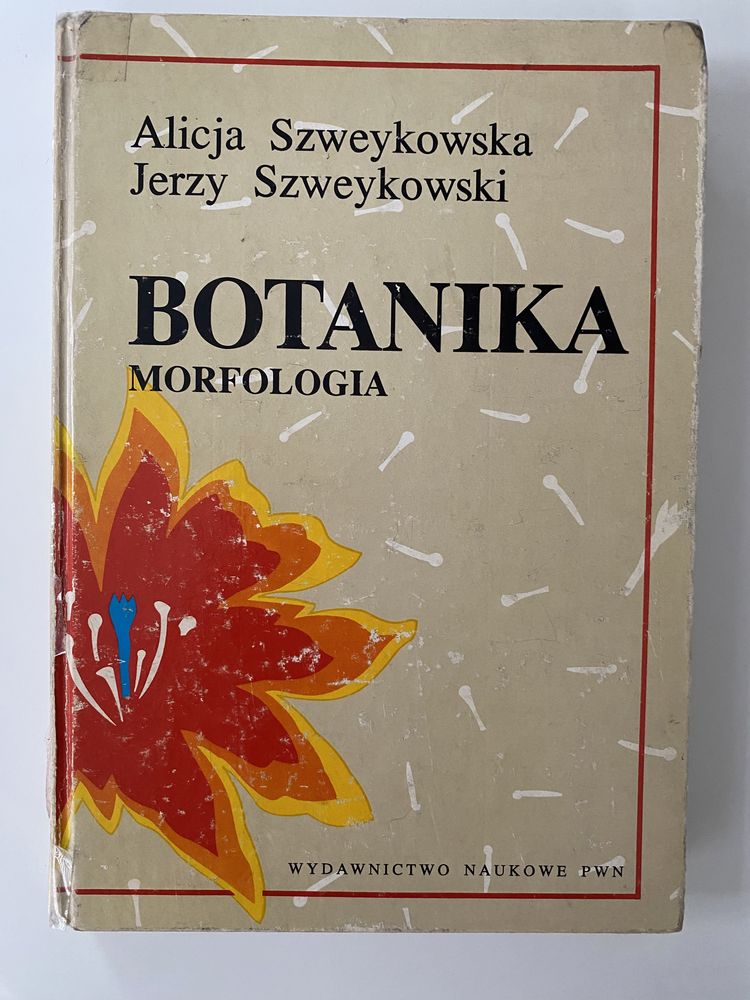 Alicja Szweykowska
Jerzy Szweykowski
BOTANIKA
MORFOLOGIA
WYDAWNICTWO NAUKOWE PWN